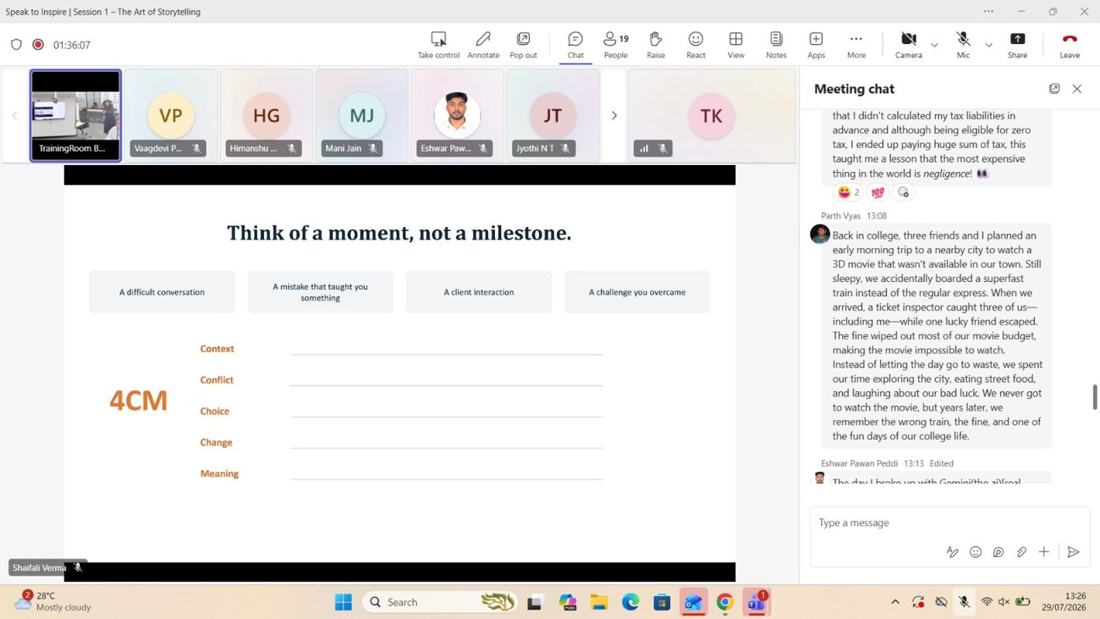 Speak to Inspire | Session 1 – The Art of Storytelling
01:36:07
Take control
Annotate
Pop out
Chat
People
19
Raise
React
View
Notes
Apps
More
Camera
Mic
Share
Leave
TrainingRoom B...
VP
Vaagdevi P...
HG
Himanshu ...
MJ
Mani Jain
Eshwar Paw...
JT
Jyothi N T
TK
Think of a moment, not a milestone.
A difficult conversation
A mistake that taught you
something
A client interaction
A challenge you overcame
4CM
Context
Conflict
Choice
Change
Meaning
Shaifali Verma
Meeting chat
that I didn't calculated my tax liabilities in
advance and although being eligible for zero
tax, I ended up paying huge sum of tax, this
taught me a lesson that the most expensive
thing in the world is negligence!
2
Parth Vyas 13:08
Back in college, three friends and I planned an
early morning trip to a nearby city to watch a
3D movie that wasn't available in our town. Still
sleepy, we accidentally boarded a superfast
train instead of the regular express. When we
arrived, a ticket inspector caught three of us—
including me—while one lucky friend escaped.
The fine wiped out most of our movie budget,
making the movie impossible to watch.
Instead of letting the day go to waste, we spent
our time exploring the city, eating street food,
and laughing about our bad luck. We never got
to watch the movie, but years later. we
remember the wrong train, the fine, and one of
the fun days of our college life.
Eshwar Pawan Peddi 13:13 Edited
The day I broke up with Gemini(the ai)[real
Type a message
2
28°C
Mostly cloudy
Search
1
13:26
29/07/2026